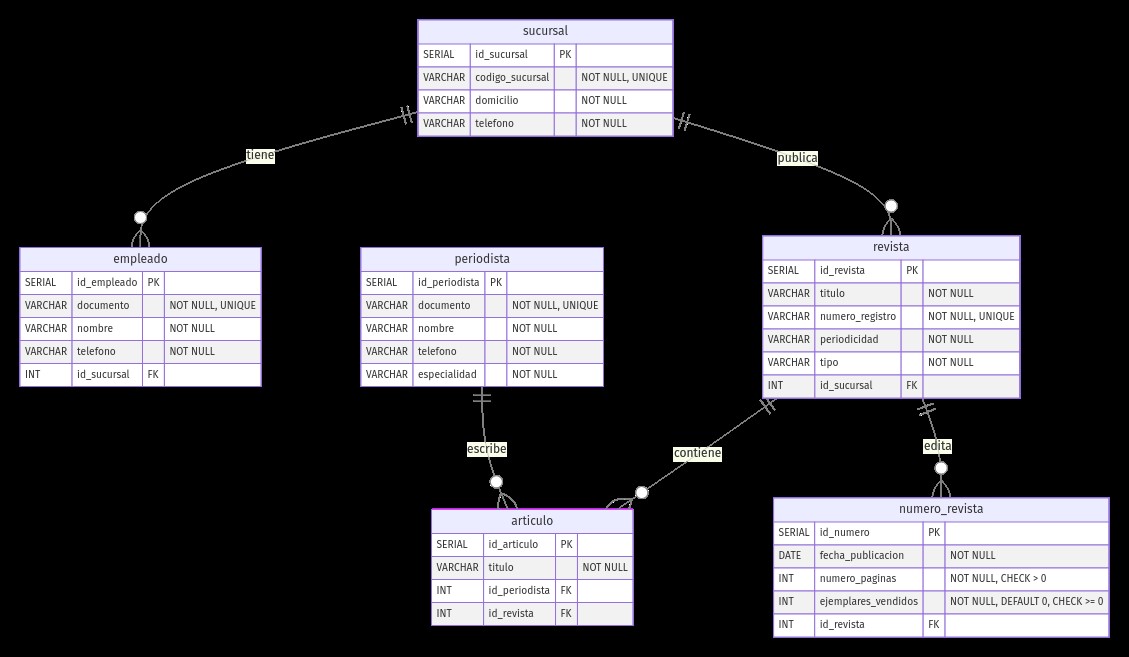 sucursal
SERIAL id_sucursal PK
VARCHAR codigo_sucursal NOT NULL, UNIQUE
VARCHAR domicilio NOT NULL
VARCHAR telefono NOT NULL
tiene
publica
empleado
SERIAL id_empleado PK
VARCHAR documento NOT NULL, UNIQUE
VARCHAR nombre NOT NULL
VARCHAR telefono NOT NULL
INT id_sucursal FK
periodista
SERIAL id_periodista PK
VARCHAR documento NOT NULL, UNIQUE
VARCHAR nombre NOT NULL
VARCHAR telefono NOT NULL
VARCHAR especialidad NOT NULL
revista
SERIAL id_revista PK
VARCHAR titulo NOT NULL
VARCHAR numero_registro NOT NULL, UNIQUE
VARCHAR periodicidad NOT NULL
VARCHAR tipo NOT NULL
INT id_sucursal FK
escribe
contiene
edita
articulo
SERIAL id_articulo PK
VARCHAR titulo NOT NULL
INT id_periodista FK
INT id_revista FK
numero_revista
SERIAL id_numero PK
DATE fecha_publicacion NOT NULL
INT numero_paginas NOT NULL, CHECK > 0
INT ejemplares_vendidos NOT NULL, DEFAULT 0, CHECK >= 0
INT id_revista FK